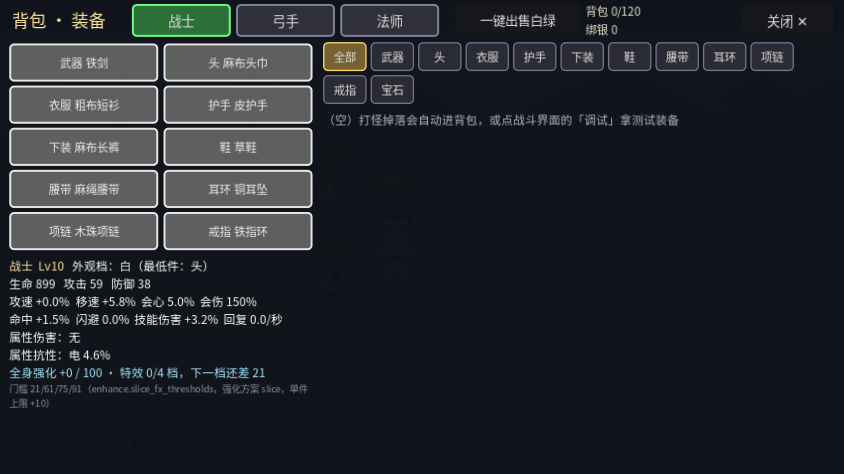 背包 · 装备
战士
弓手
法师
一键出售白绿
背包 0/120
绑银 0
关闭 ×
武器 铁剑
头 麻布头巾
衣服 粗布短衫
护手 皮护手
下装 麻布长裤
鞋 草鞋
腰带 麻绳腰带
耳环 铜耳坠
项链 木珠项链
戒指 铁指环
全部
武器
头
衣服
护手
下装
鞋
腰带
耳环
项链
戒指
宝石
（空）打怪掉落会自动进背包，或点战斗界面的「调试」拿测试装备
战士 Lv10 外观档：白（最低件：头）
生命 899 攻击 59 防御 38
攻速 +0.0% 移速 +5.8% 会心 5.0% 会伤 150%
命中 +1.5% 闪避 0.0% 技能伤害 +3.2% 回复 0.0/秒
属性伤害：无
属性抗性：电 4.6%
全身强化 +0 / 100 · 特效 0/4 档，下一档还差 21
门槛 21/61/75/91（enhance.slice_fx_thresholds，强化方案 slice，单件
上限 +10）